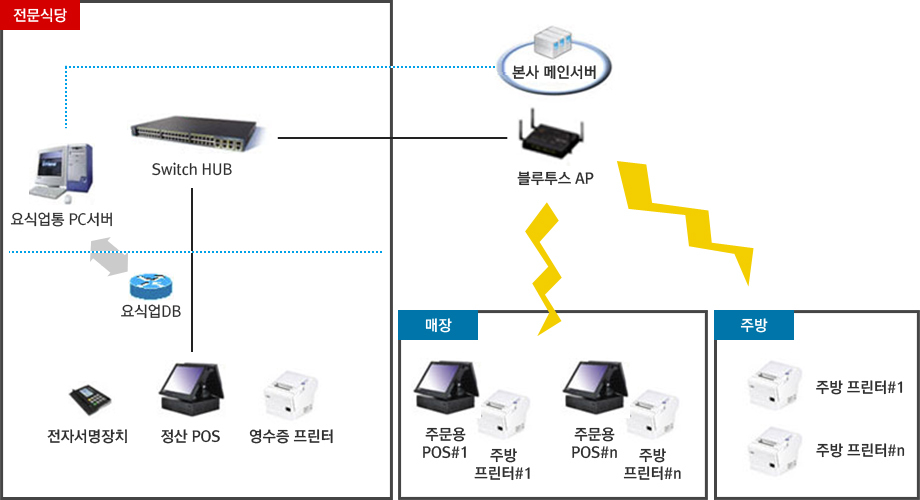 전문식당
본사 메인서버
Switch HUB
블루투스 AP
요식업통 PC서버
요식업DB
매장
주방
전자서명장치
정산 POS
영수증 프린터
주문용
POS#1
주방
프린터#1
주문용
POS#n
주방
프린터#n
주방 프린터#1
주방 프린터#n